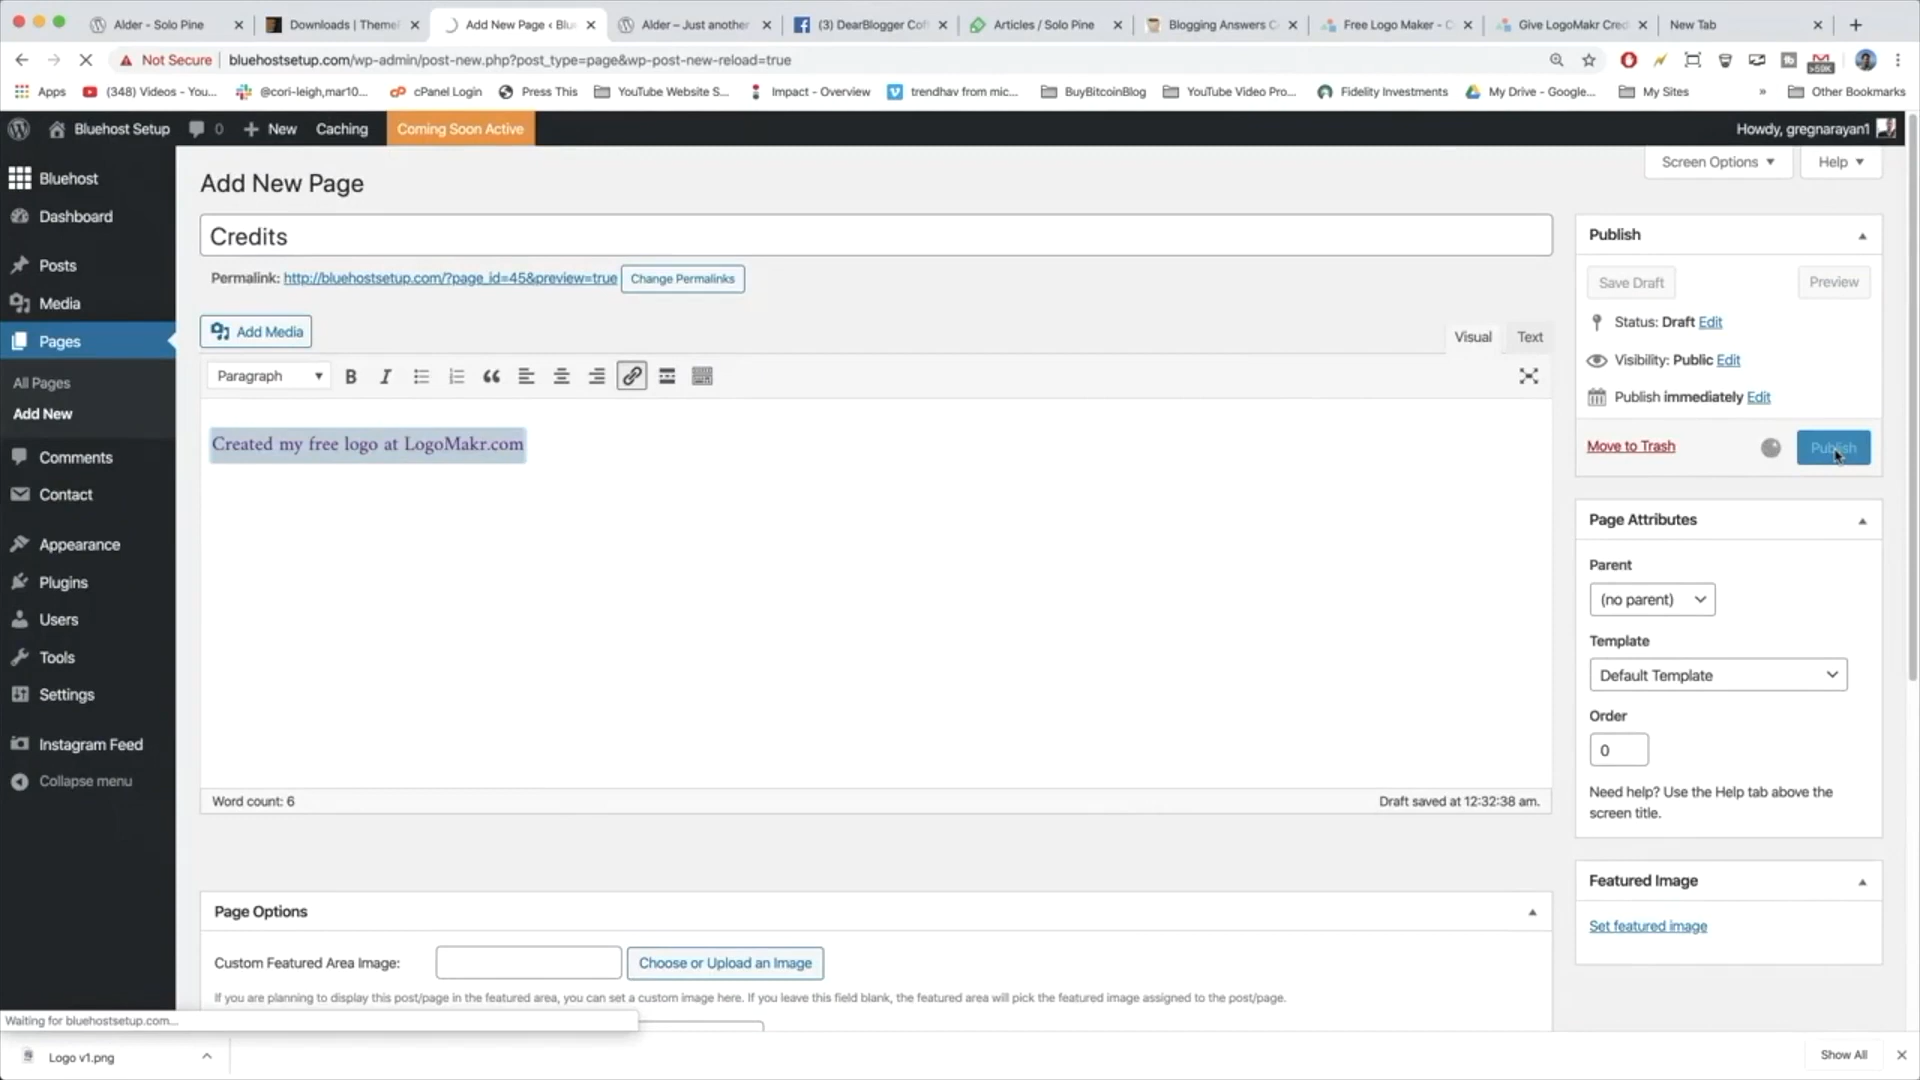 Alder - Solo Pine
Downloads | ThemeF
Add New Page ‹ Blu
Alder – Just another
(3) DearBlogger Cof
Articles / Solo Pine
Blogging Answers C
Free Logo Maker - C
Give LogoMakr Cred
New Tab
Not Secure
bluehostsetup.com/wp-admin/post-new.php?post_type=page&wp-post-new-reload=true
>59K
Apps
(348) Videos - You...
@cori-leigh,mar10...
cPanel Login
Press This
YouTube Website S...
Impact - Overview
trendhav from mic...
BuyBitcoinBlog
YouTube Video Pro...
Fidelity Investments
My Drive - Google...
My Sites
»
Other Bookmarks
Bluehost Setup
0
New
Caching
Coming Soon Active
Howdy, gregnarayan1
Screen Options
Help
Bluehost
Dashboard
Posts
Media
Pages
All Pages
Add New
Comments
Contact
Appearance
Plugins
Users
Tools
Settings
Instagram Feed
Collapse menu
Add New Page
Credits
Permalink: http://bluehostsetup.com/?page_id=45&preview=true Change Permalinks
Add Media
Visual
Text
Paragraph
B
I
Created my free logo at LogoMakr.com
Word count: 6
Draft saved at 12:32:38 am.
Page Options
Custom Featured Area Image:
Choose or Upload an Image
If you are planning to display this post/page in the featured area, you can set a custom image here. If you leave this field blank, the featured area will pick the featured image assigned to the post/page.
Publish
Save Draft
Preview
Status: Draft Edit
Visibility: Public Edit
Publish immediately Edit
Move to Trash
Publish
Page Attributes
Parent
(no parent)
Template
Default Template
Order
0
Need help? Use the Help tab above the
screen title.
Featured Image
Set featured image
Waiting for bluehostsetup.com...
Logo v1.png
Show All